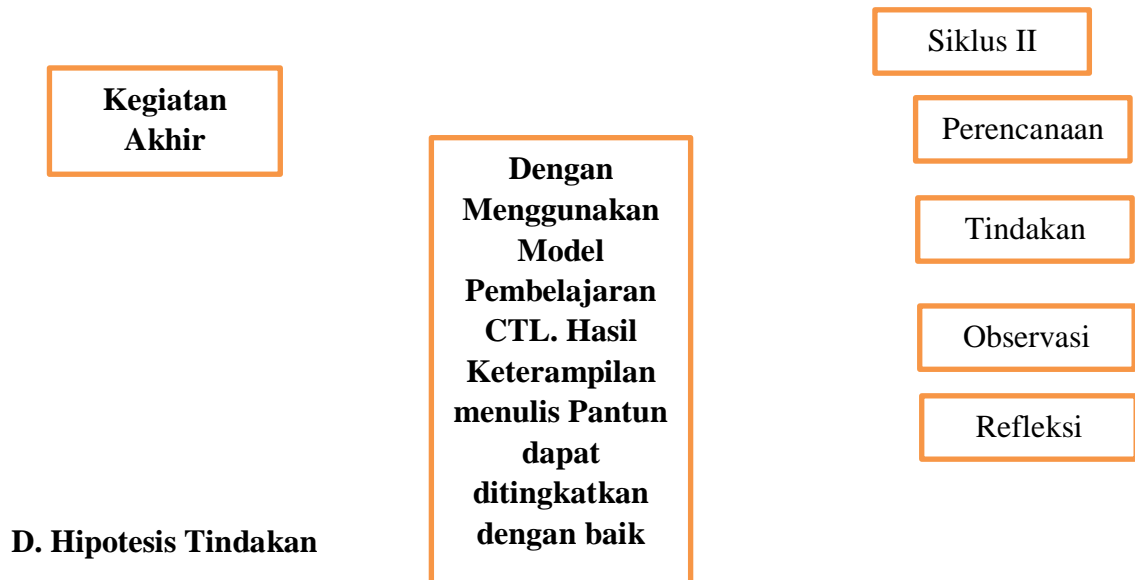 Siklus II
Kegiatan
Akhir
Perencanaan
Dengan
Menggunakan
Model
Pembelajaran
CTL. Hasil
Keterampilan
menulis Pantun
dapat
ditingkatkan
dengan baik
Tindakan
Observasi
Refleksi
D. Hipotesis Tindakan